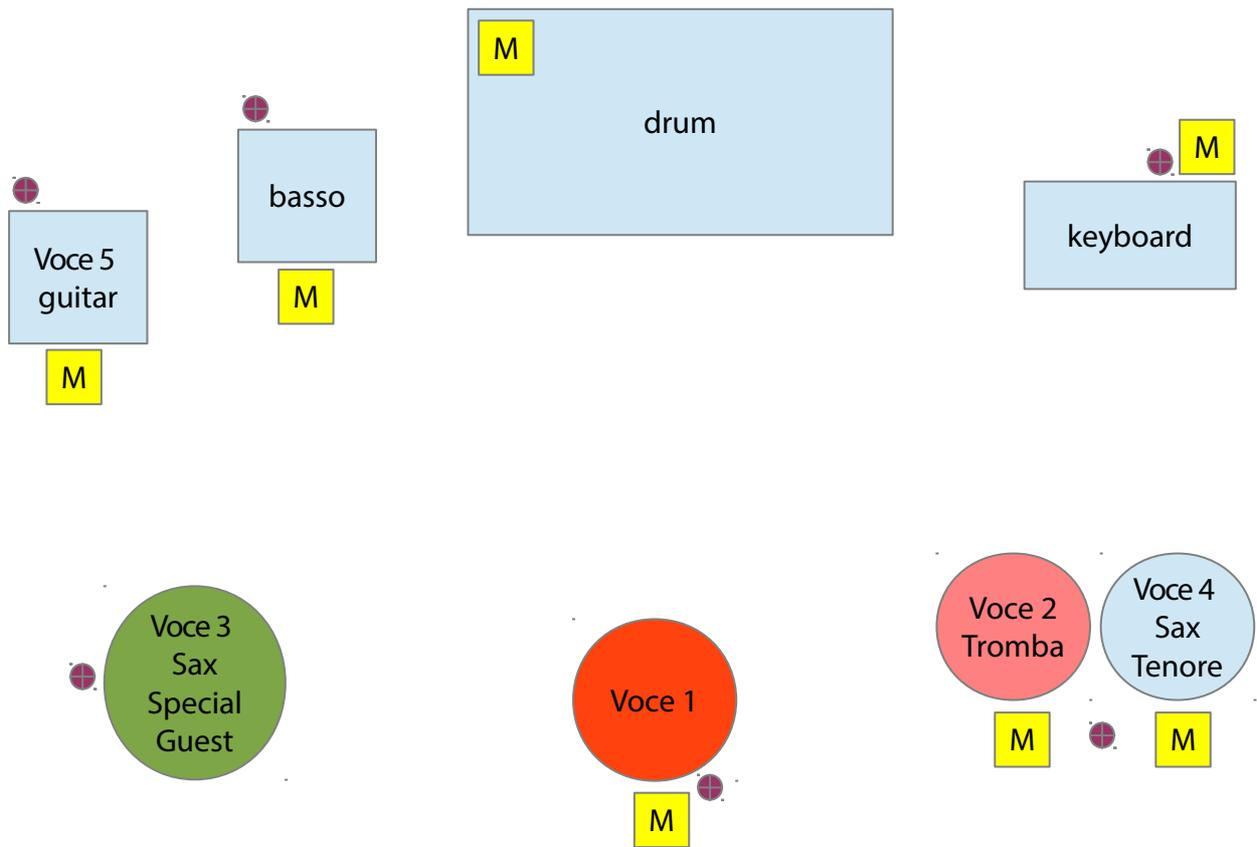 M
drum
M
basso
keyboard
Voce 5
guitar
M
M
Voce 3
Sax
Special
Guest
Voce 1
M
Voce 2
Tromba
M
Voce 4
Sax
Tenore
M